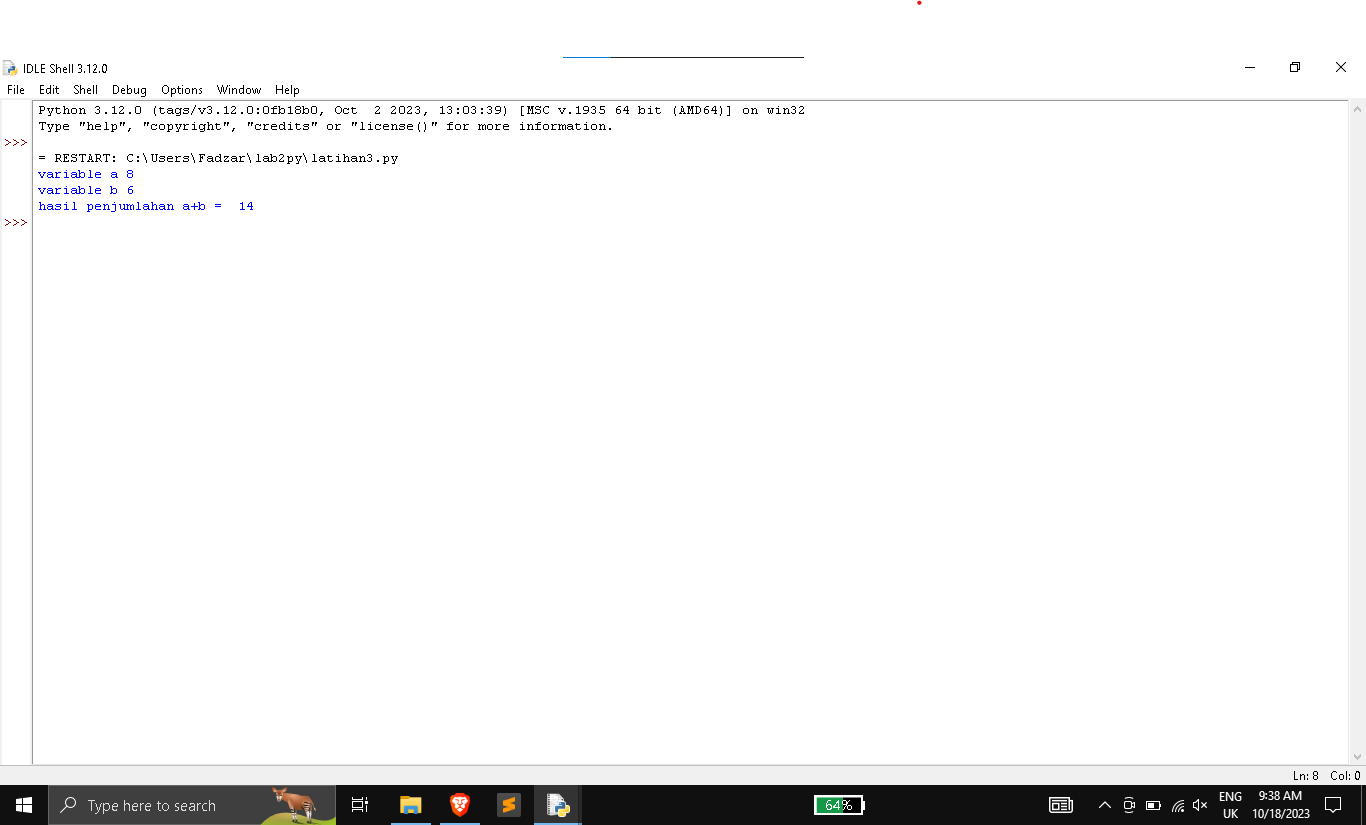 IDLE Shell 3.12.0
File Edit Shell Debug Options Window Help
Python 3.12.0 (tags/v3.12.0:0fb18b0, Oct  2 2023, 13:03:39) [MSC v.1935 64 bit (AMD64)] on win32
Type "help", "copyright", "credits" or "license()" for more information.
>>>
= RESTART: C:\Users\Fadzar\lab2py\latihan3.py
variable a 8
variable b 6
hasil penjumlahan a+b =  14
>>>
Ln: 8 Col: 0
Type here to search
64%
ENG
UK
9:38 AM
10/18/2023